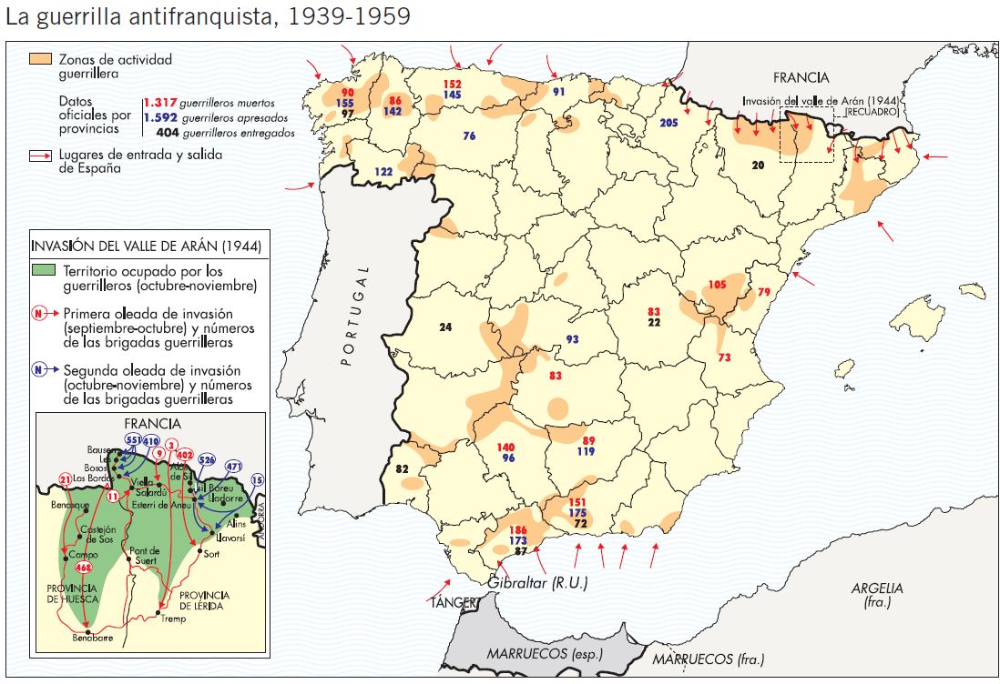 La guerrilla antifranquista, 1939-1959
Zonas de actividad
guerrillera
Datos
oficiales por
provincias
1.317 guerrilleros muertos
1.592 guerrilleros apresados
404 guerrilleros entregados
Lugares de entrada y salida
de España
FRANCIA
Invasión del valle de Arán (1944)
[RECUADRO]
90
155
97
86
142
152
145
91
205
76
122
20
105
79
83
22
73
24
93
83
140
96
89
119
82
151
175
72
186
173
87
PORTUGAL
Gibraltar (R.U.)
TÁNGER
MARRUECOS (esp.)
MARRUECOS (fra.)
ARGELIA
(fra.)
INVASIÓN DEL VALLE DE ARÁN (1944)
Territorio ocupado por los
guerrilleros (octubre-noviembre)
N
Primera oleada de invasión
(septiembre-octubre) y números
de las brigadas guerrilleras
N
Segunda oleada de invasión
(octubre-noviembre) y números
de las brigadas guerrilleras
FRANCIA
551
410
9
3
402
526
471
15
21
11
468
Bausen
Les
Bosos
Las Bordas
Viella
Salardú
Esterri de Aneu
Boreu
Lladorre
Benasque
Castejón
de Sos
Alins
Llavorsí
ANDORRA
Campo
Pont de
Suert
Sort
PROVINCIA
DE HUESCA
PROVINCIA
DE LÉRIDA
Tremp
Benabarre